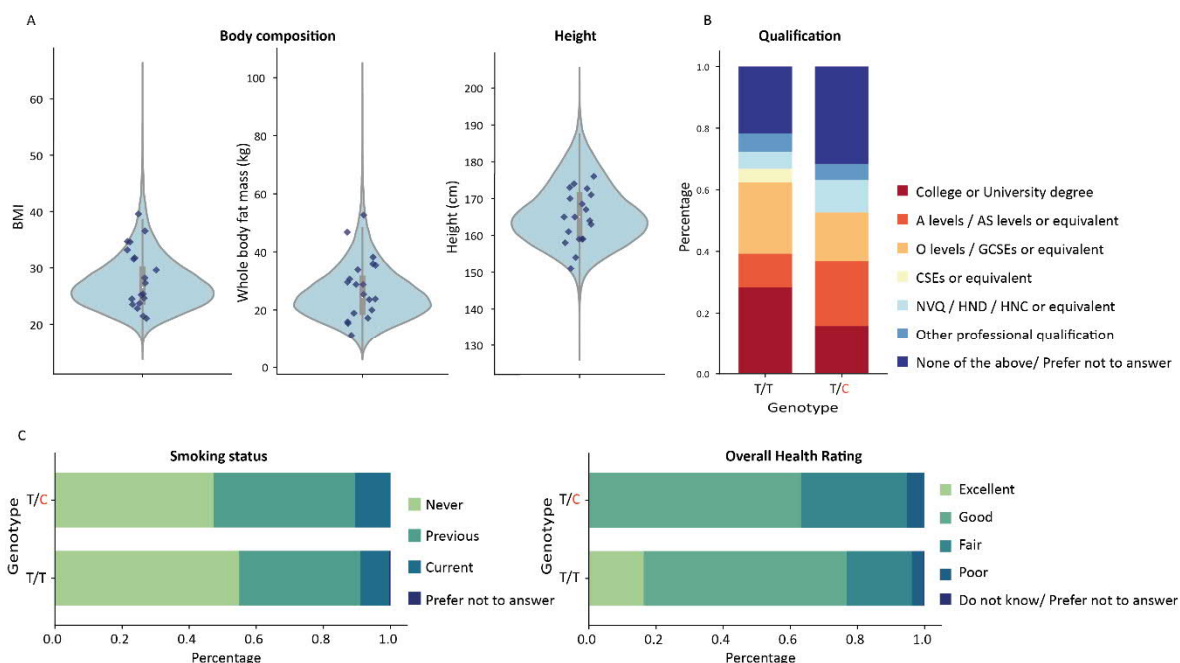 A
Body composition
Height
BMI
60
50
40
30
20
Whole body fat mass (kg)
100
80
60
40
20
0
Height (cm)
200
190
180
170
160
150
140
130
B
Qualification
Percentage
1.0
0.8
0.6
0.4
0.2
0.0
T/T
T/C
Genotype
College or University degree
A levels / AS levels or equivalent
O levels / GCSEs or equivalent
CSEs or equivalent
NVQ / HND / HNC or equivalent
Other professional qualification
None of the above/ Prefer not to answer
C
Smoking status
Genotype
T/C
T/T
0.0 0.2 0.4 0.6 0.8 1.0
Percentage
Never
Previous
Current
Prefer not to answer
Overall Health Rating
Genotype
T/C
T/T
0.0 0.2 0.4 0.6 0.8 1.0
Percentage
Excellent
Good
Fair
Poor
Do not know/ Prefer not to answer